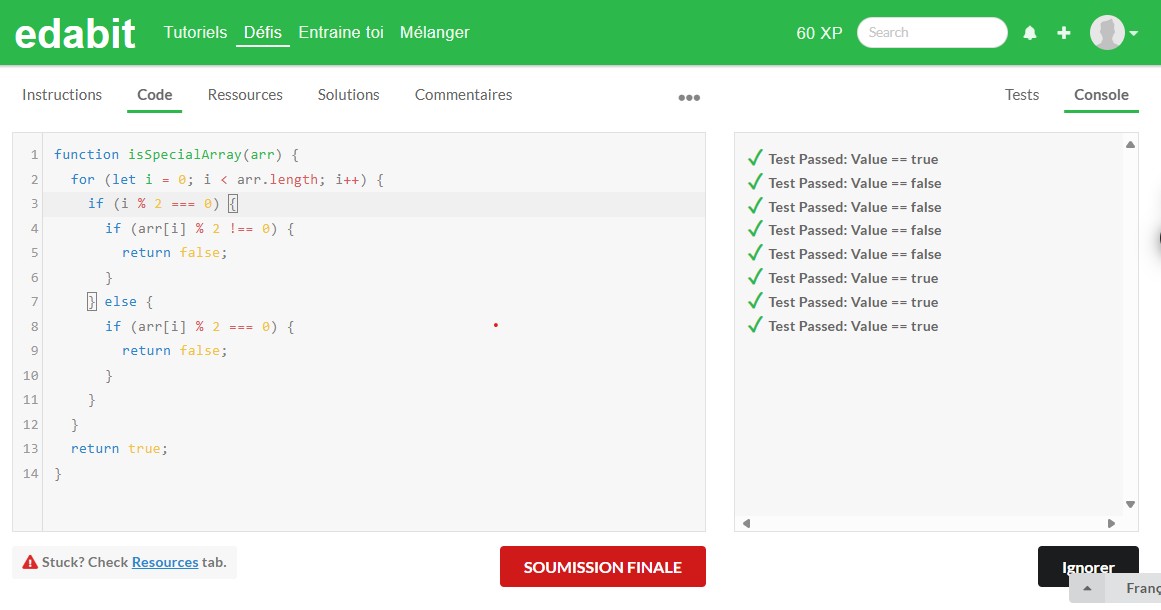 edabit Tutoriels Défis Entraine toi Mélanger 60 XP Search
Instructions Code Ressources Solutions Commentaires ••• Tests Console
1 function isSpecialArray(arr) {
2 for (let i = 0; i < arr.length; i++) {
3 if (i % 2 === 0) {
4 if (arr[i] % 2 !== 0) {
5 return false;
6 }
7 } else {
8 if (arr[i] % 2 === 0) {
9 return false;
10 }
11 }
12 }
13 return true;
14 }
Test Passed: Value == true
Test Passed: Value == false
Test Passed: Value == false
Test Passed: Value == false
Test Passed: Value == false
Test Passed: Value == true
Test Passed: Value == true
Test Passed: Value == true
Stuck? Check Resources tab.
SOUMISSION FINALE
Ignorer
Franç